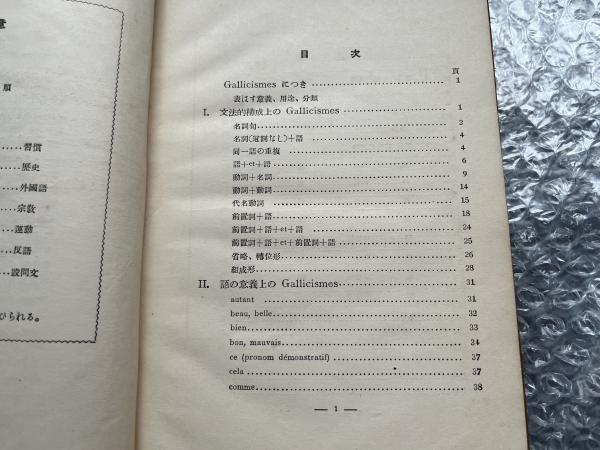 章
順
……習慣
……歴史
……外國語
……宗敎
……運動
……反語
……設問文
ひられる。
目 次
頁
Gallicismes につき……1
表はす意義、用途、分類
I. 文法的構成上の Gallicismes……1
名詞句……2
名詞(冠詞なし)+語……4
同一語の重複……4
語+et+語……6
動詞+名詞……9
動詞+動詞……14
代名動詞……15
前置詞+語……18
前置詞+語+et+語……24
前置詞+語+et+前置詞+語……25
省略、轉位形……26
組成形……28
II. 語の意義上の Gallicismes……31
autant……31
beau, belle……32
bien……33
bon, mauvais……34
ce (pronom démonstratif)……37
cela……37
comme……38
— 1 —